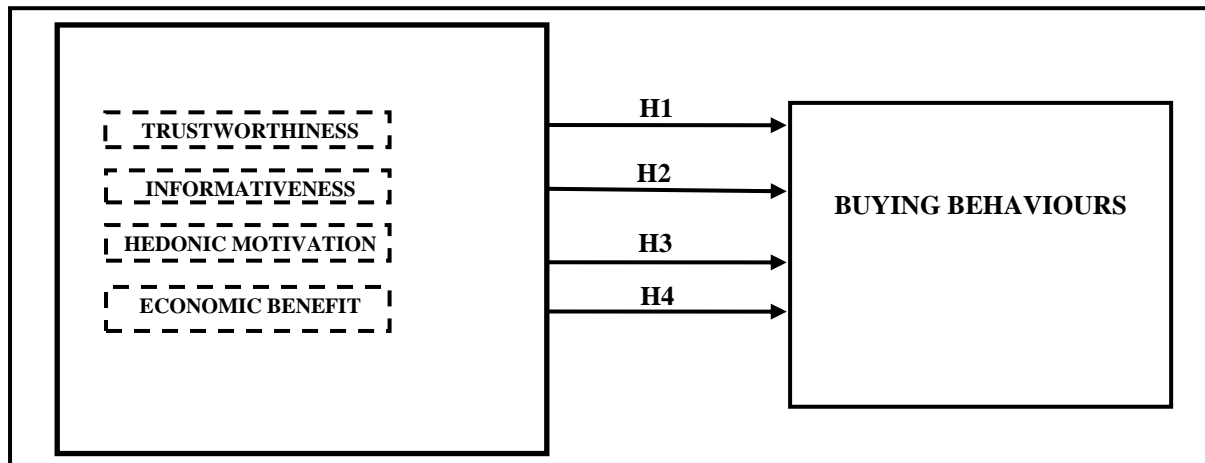 TRUSTWORTHINESS
INFORMATIVENESS
HEDONIC MOTIVATION
ECONOMIC BENEFIT
H1
H2
H3
H4
BUYING BEHAVIOURS